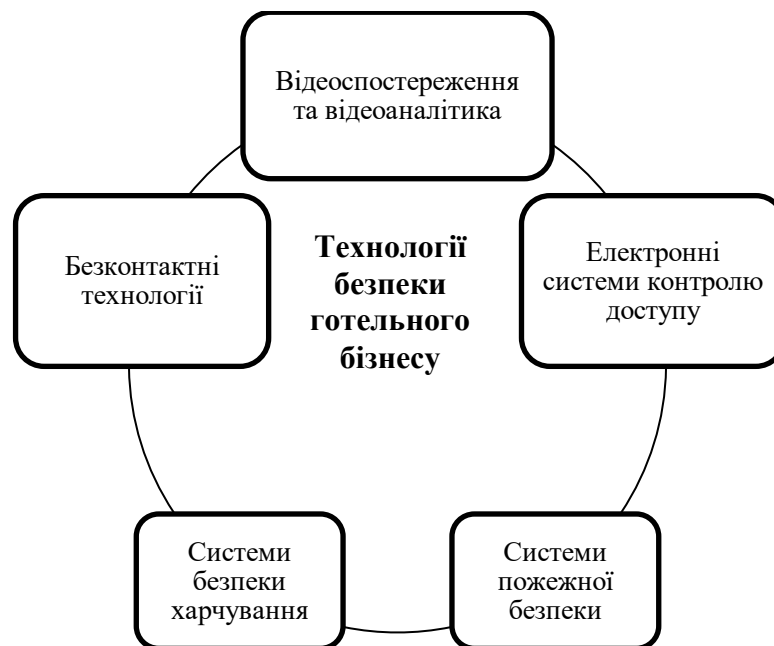 Відеоспостереження
та відеоаналітика
Безконтактні
технології
Технології
безпеки
готельного
бізнесу
Електронні
системи контролю
доступу
Системи
безпеки
харчування
Системи
пожежної
безпеки